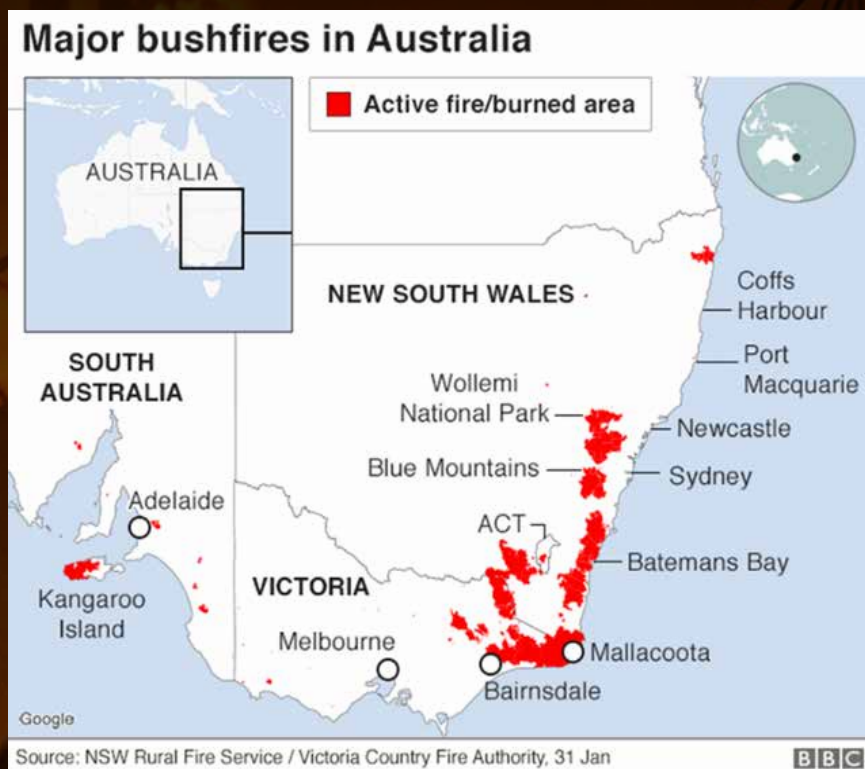 Major bushfires in Australia
Active fire/burned area
AUSTRALIA
NEW SOUTH WALES
Coffs
Harbour
Port
Macquarie
SOUTH
AUSTRALIA
Wollemi
National Park
Newcastle
Blue Mountains
Sydney
Adelaide
ACT
Batemans Bay
Kangaroo
Island
VICTORIA
Melbourne
Mallacoota
Bairnsdale
Google
Source: NSW Rural Fire Service / Victoria Country Fire Authority, 31 Jan
BBC